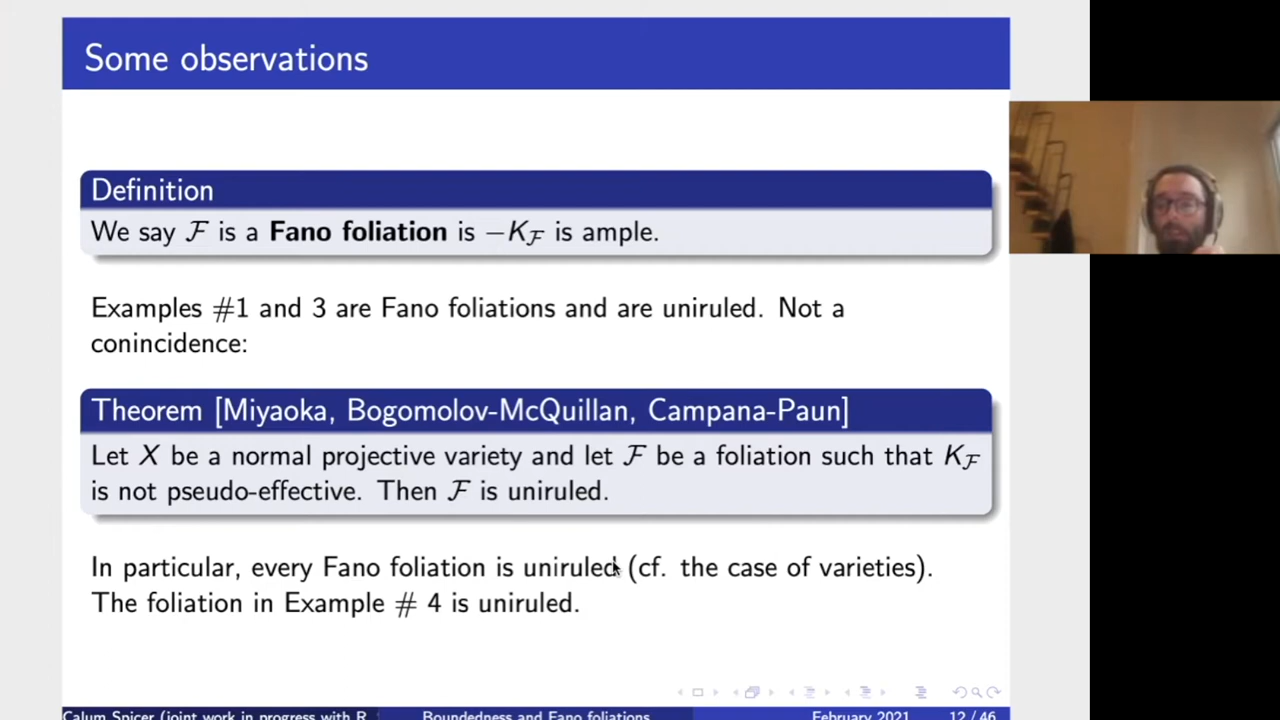 Some observations
Definition
We say F is a Fano foliation is −K_F is ample.
Examples #1 and 3 are Fano foliations and are uniruled. Not a
conincidence:
Theorem [Miyaoka, Bogomolov-McQuillan, Campana-Paun]
Let X be a normal projective variety and let F be a foliation such that K_F
is not pseudo-effective. Then F is uniruled.
In particular, every Fano foliation is uniruled (cf. the case of varieties).
The foliation in Example # 4 is uniruled.
Calum Spicer (joint work in progress with R.
Boundedness and Fano foliations
February 2021
12 / 46